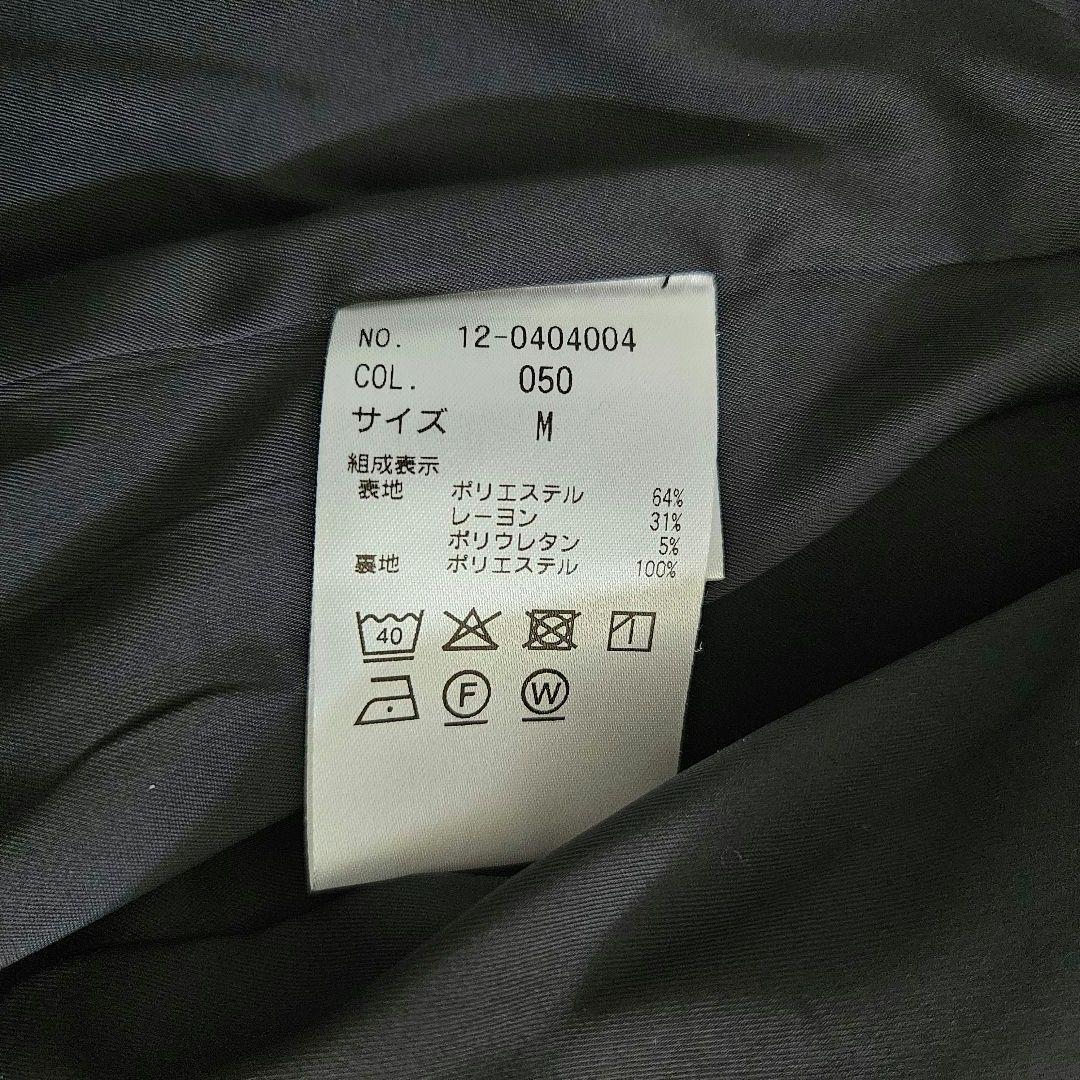 NO. 12-0404004
COL. 050
サイズ M
組成表示
表地 ポリエステル 64%
レーヨン 31%
ポリウレタン 5%
裏地 ポリエステル 100%
40
F W